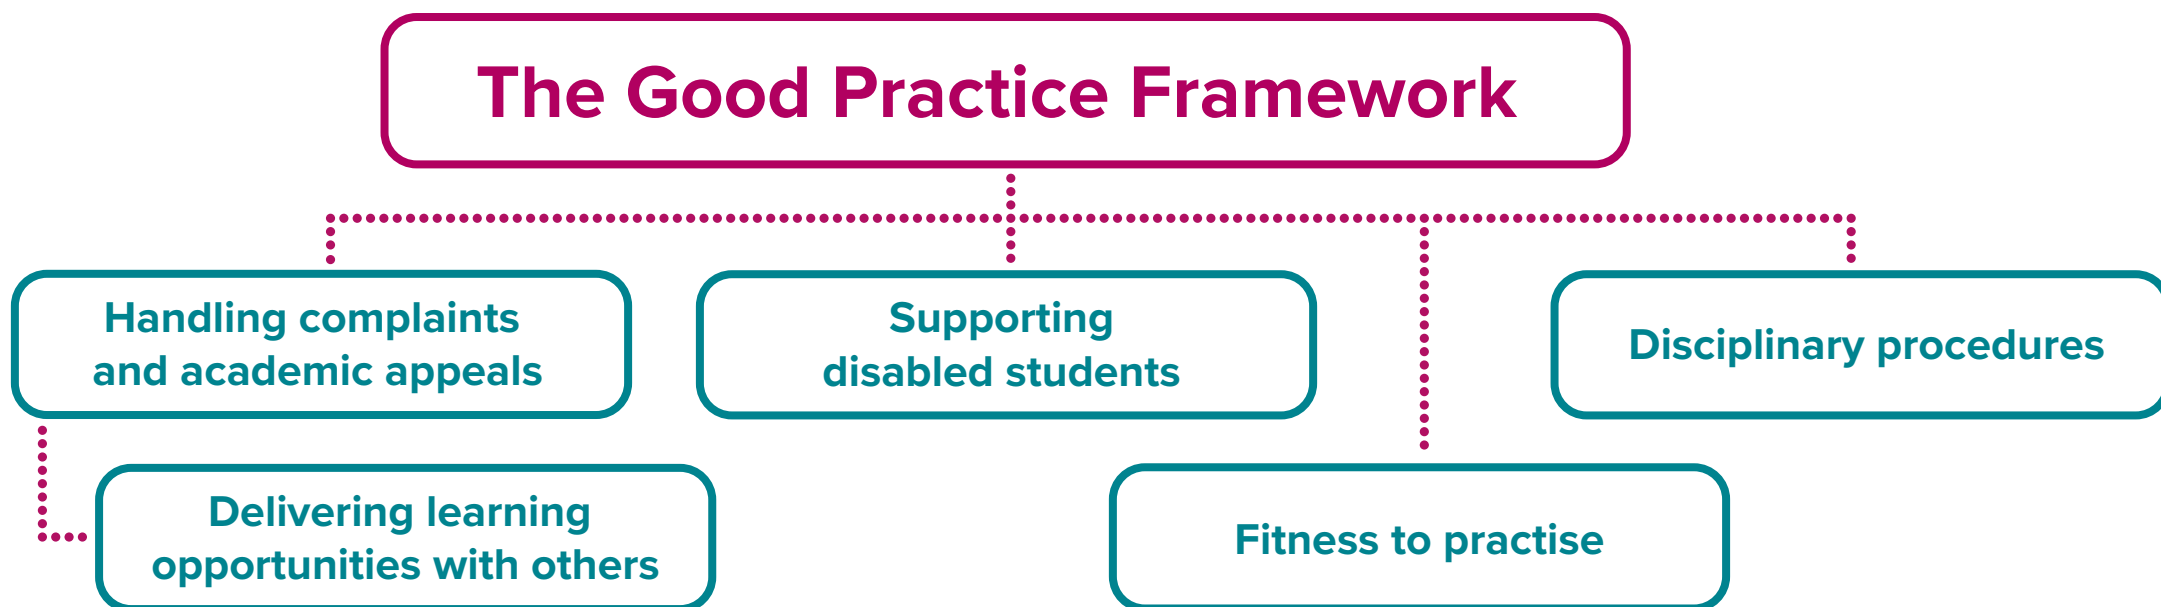 The Good Practice Framework
Handling complaints
and academic appeals
Supporting
disabled students
Disciplinary procedures
Delivering learning
opportunities with others
Fitness to practise